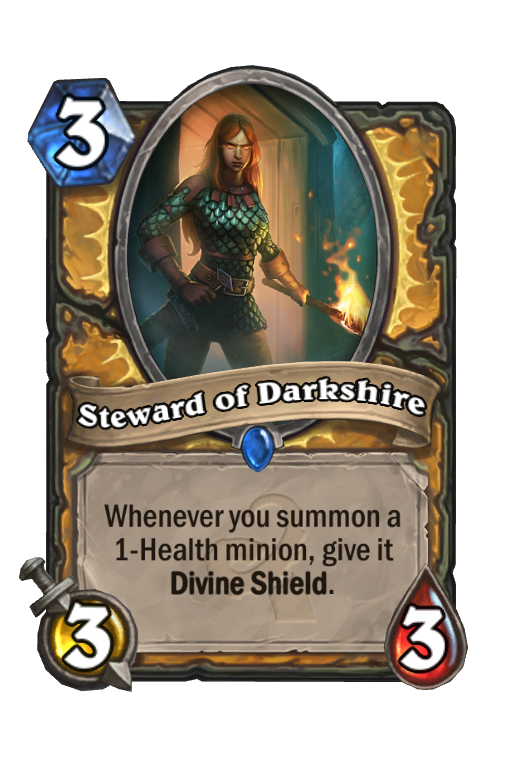 3
Steward of Darkshire
Whenever you summon a
1-Health minion, give it
Divine Shield.
3
3